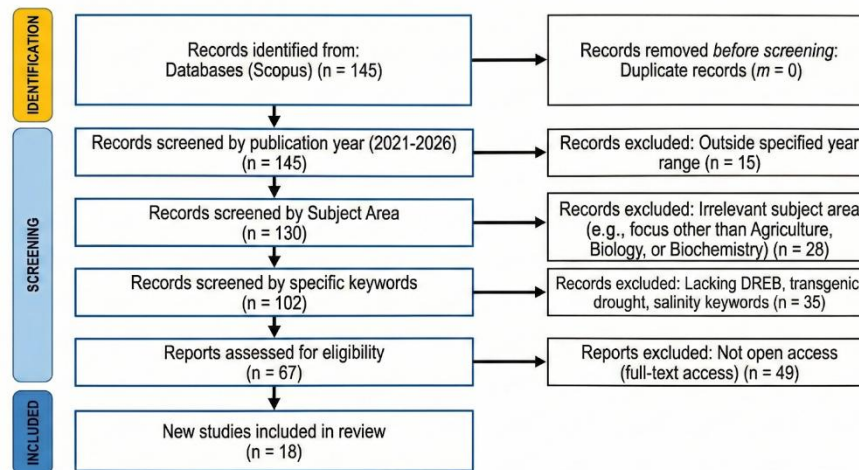 IDENTIFICATION
Records identified from:
Databases (Scopus) (n = 145)
Records removed before screening:
Duplicate records (m = 0)
SCREENING
Records screened by publication year (2021-2026)
(n = 145)
Records excluded: Outside specified year
range (n = 15)
Records screened by Subject Area
(n = 130)
Records excluded: Irrelevant subject area
(e.g., focus other than Agriculture,
Biology, or Biochemistry) (n = 28)
Records screened by specific keywords
(n = 102)
Records excluded: Lacking DREB, transgenic,
drought, salinity keywords (n = 35)
Reports assessed for eligibility
(n = 67)
Reports excluded: Not open access
(full-text access) (n = 49)
INCLUDED
New studies included in review
(n = 18)